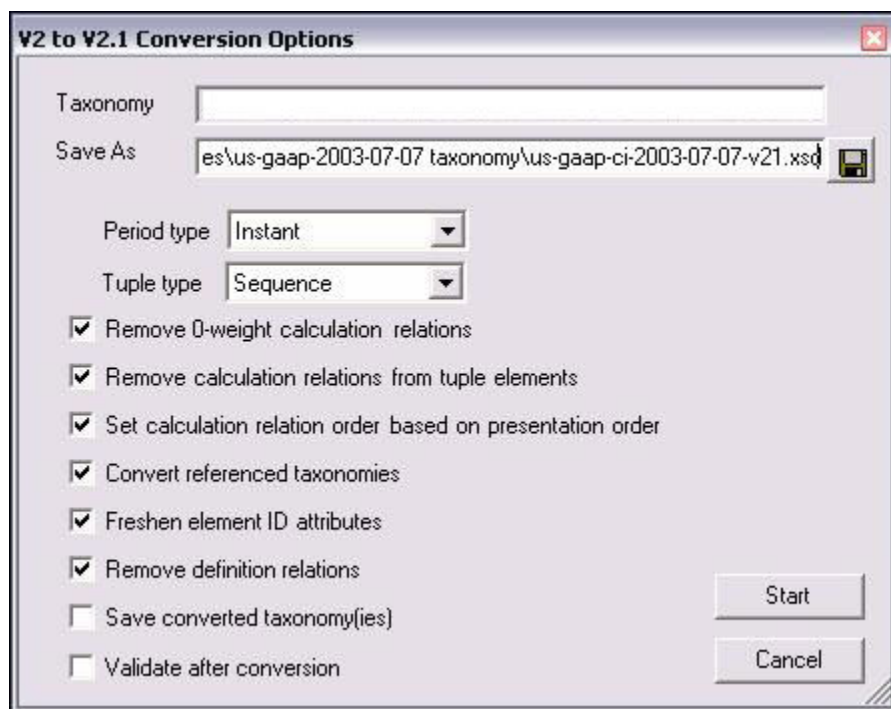 V2 to V2.1 Conversion Options
Taxonomy
Save As es\us-gaap-2003-07-07 taxonomy\us-gaap-ci-2003-07-07-v21.xsd
Period type Instant
Tuple type Sequence
Remove 0-weight calculation relations
Remove calculation relations from tuple elements
Set calculation relation order based on presentation order
Convert referenced taxonomies
Freshen element ID attributes
Remove definition relations
Save converted taxonomy(ies)
Validate after conversion
Start
Cancel